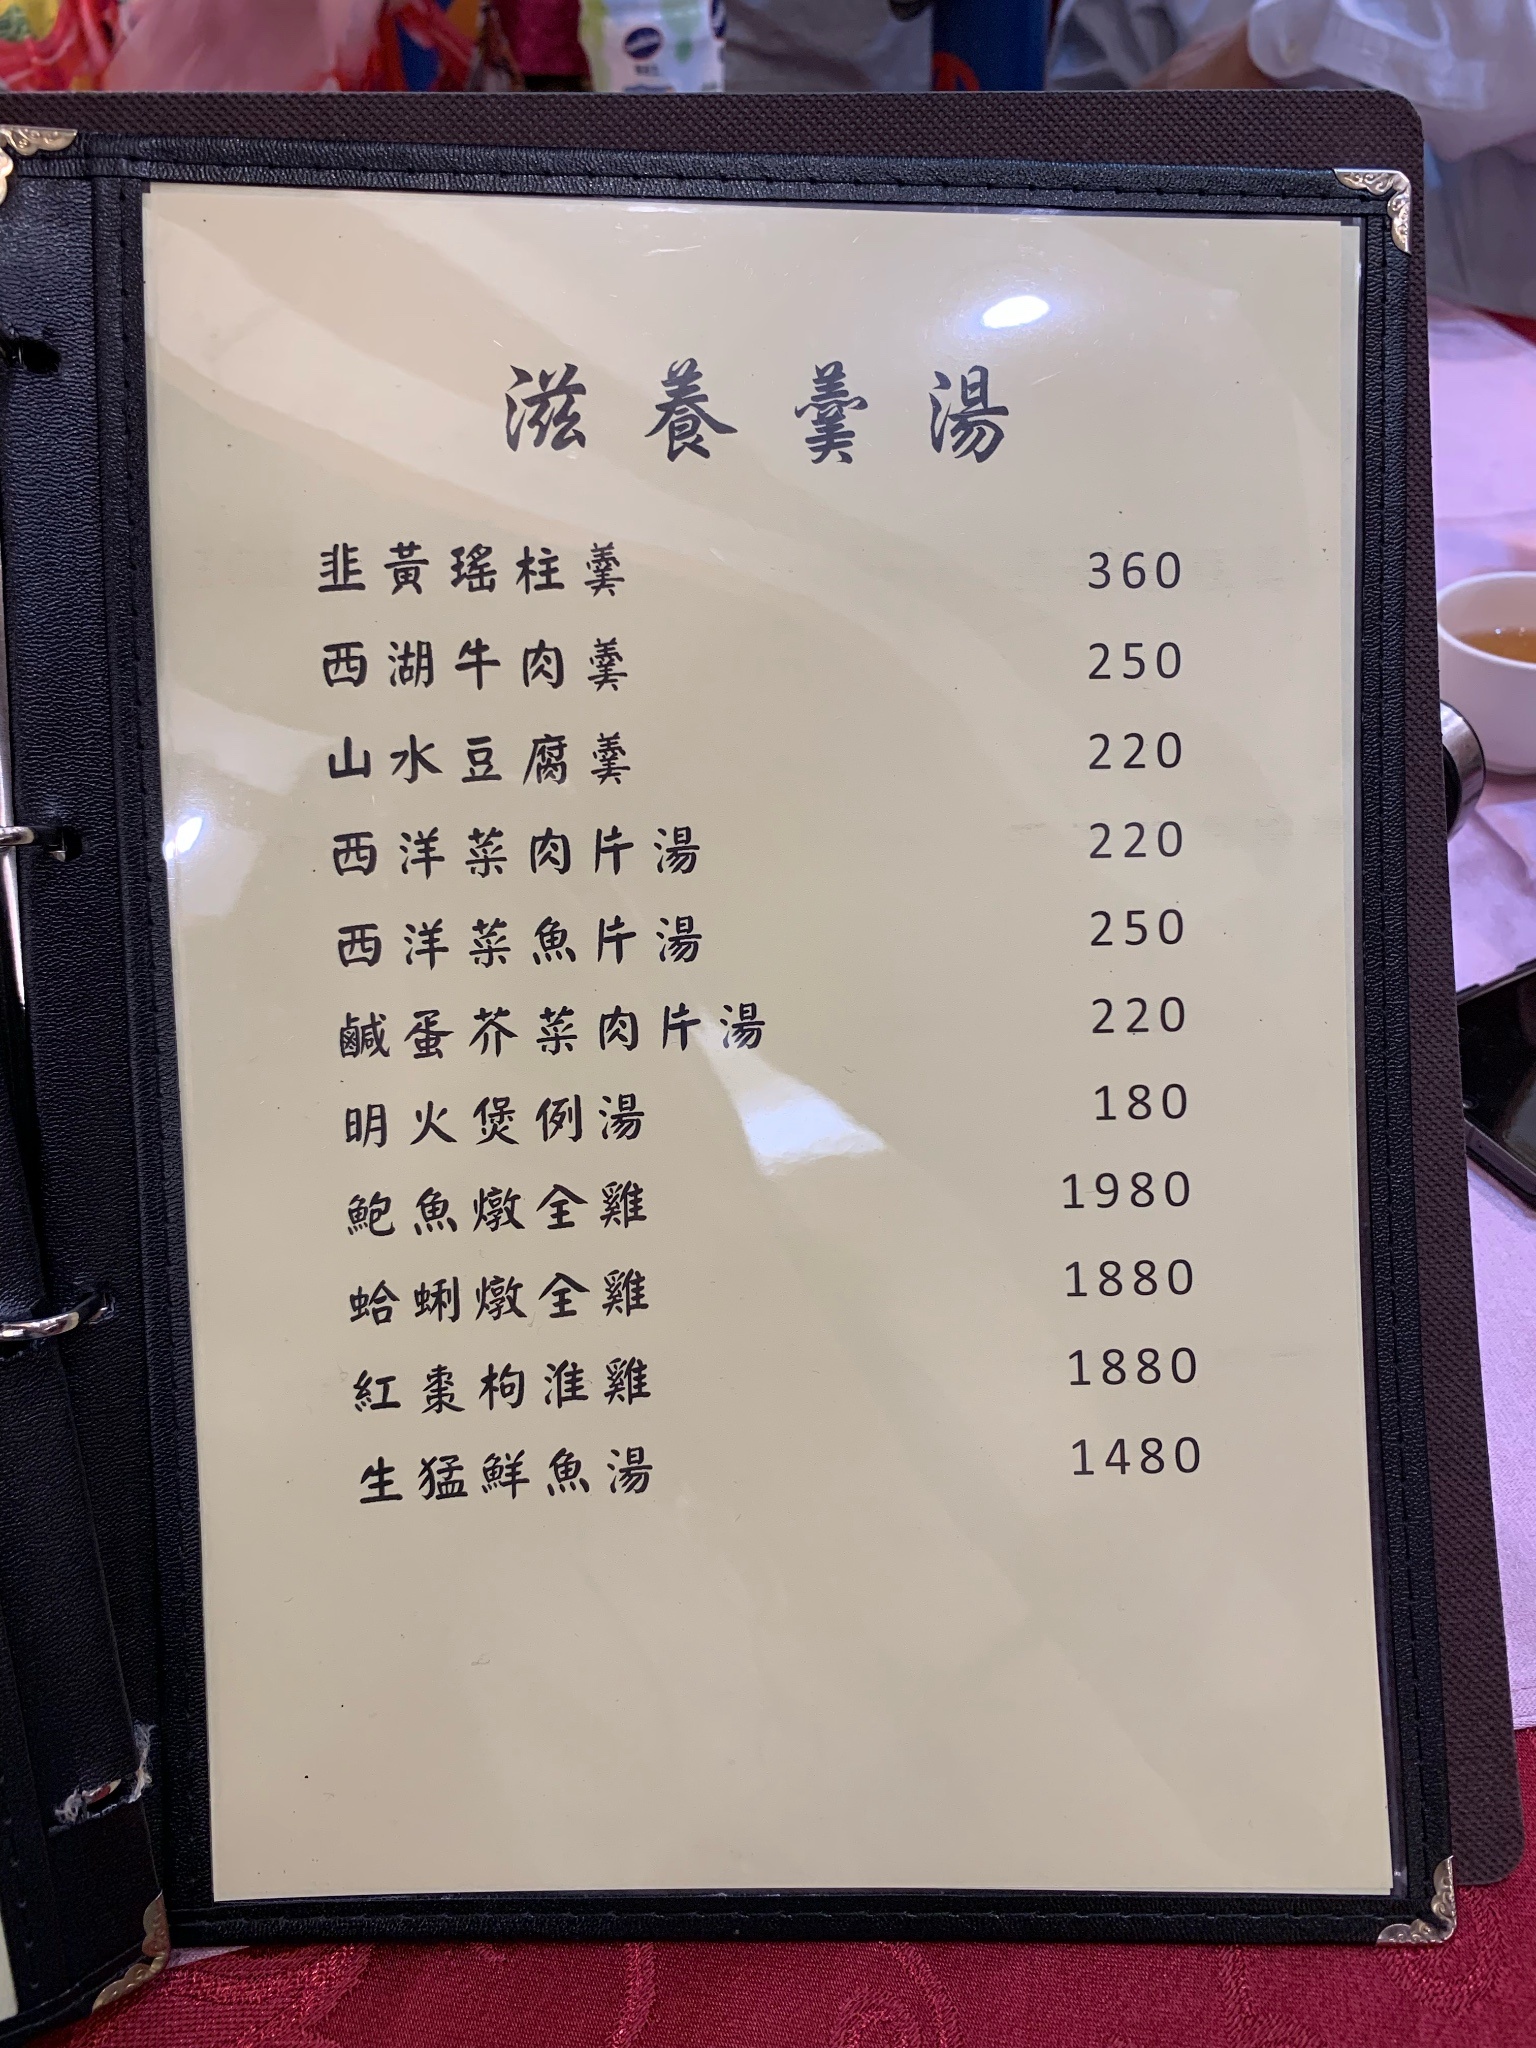 滋養羹湯
韭黃瑤柱羹 360
西湖牛肉羹 250
山水豆腐羹 220
西洋菜肉片湯 220
西洋菜魚片湯 250
鹹蛋芥菜肉片湯 220
明火煲例湯 180
鮑魚燉全雞 1980
蛤蜊燉全雞 1880
紅棗枸淮雞 1880
生猛鮮魚湯 1480